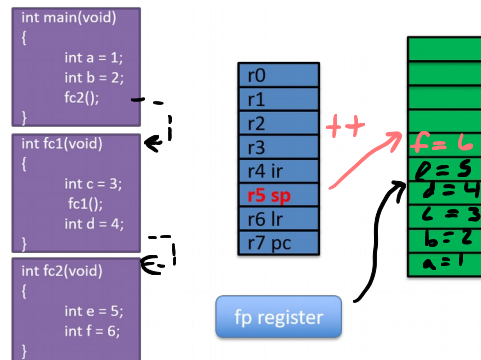 int main(void)
{
int a = 1;
int b = 2;
fc2();
}
int fc1(void)
{
int c = 3;
fc1();
int d = 4;
}
int fc2(void)
{
int e = 5;
int f = 6;
}
r0
r1
r2
r3
r4 ir
r5 sp
r6 lr
r7 pc
fp register
++
f = 6
e = 5
d = 4
c = 3
b = 2
a = 1